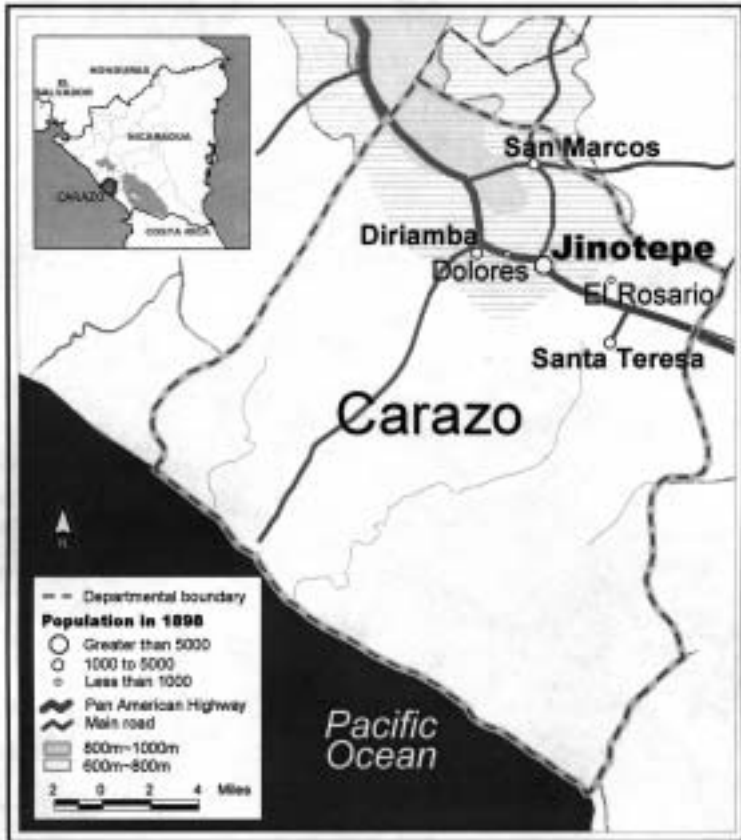 HONDURAS
EL
SALVADOR
NICARAGUA
CARAZO
COSTA RICA
San Marcos
Diriamba
Jinotepe
Dolores
El Rosario
Santa Teresa
Carazo
N
Departmental boundary
Population in 1898
Greater than 5000
1000 to 5000
Less than 1000
Pan American Highway
Main road
800m~1000m
600m~800m
2 0 2 4 Miles
Pacific
Ocean